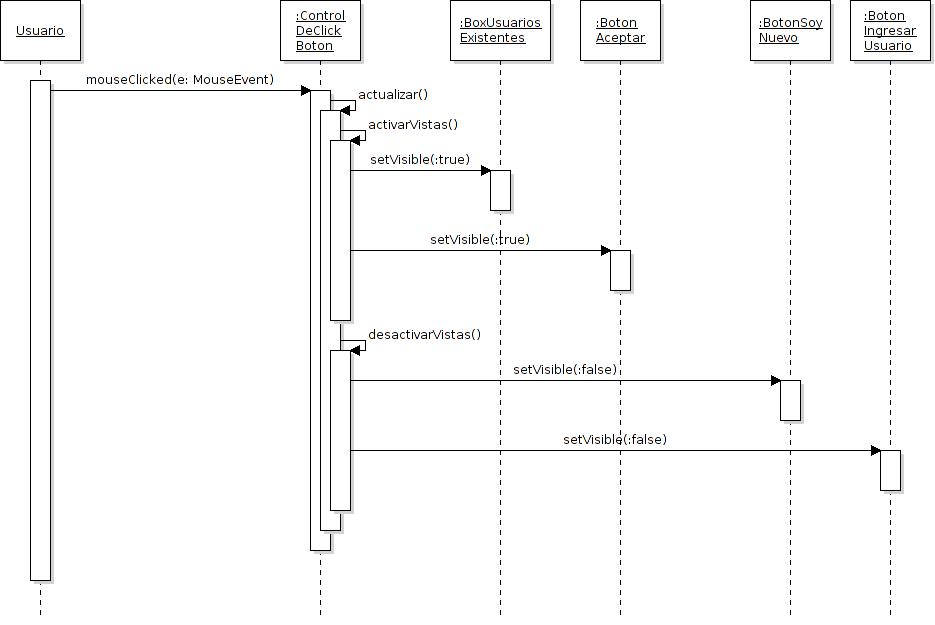 Usuario
:Control
DeClick
Boton
:BoxUsuarios
Existentes
:Boton
Aceptar
:BotonSoy
Nuevo
:Boton
Ingresar
Usuario
mouseClicked(e: MouseEvent)
actualizar()
activarVistas()
setVisible(:true)
setVisible(:true)
desactivarVistas()
setVisible(:false)
setVisible(:false)